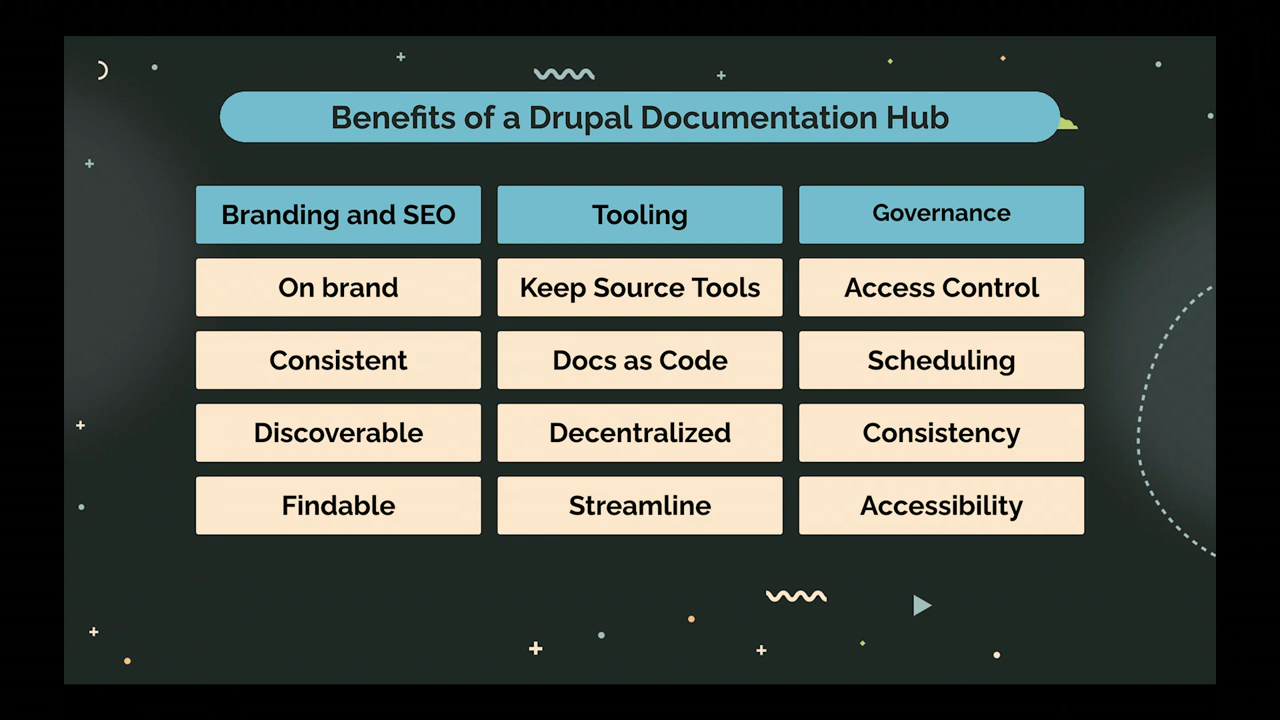 Benefits of a Drupal Documentation Hub
Branding and SEO Tooling Governance
On brand Keep Source Tools Access Control
Consistent Docs as Code Scheduling
Discoverable Decentralized Consistency
Findable Streamline Accessibility